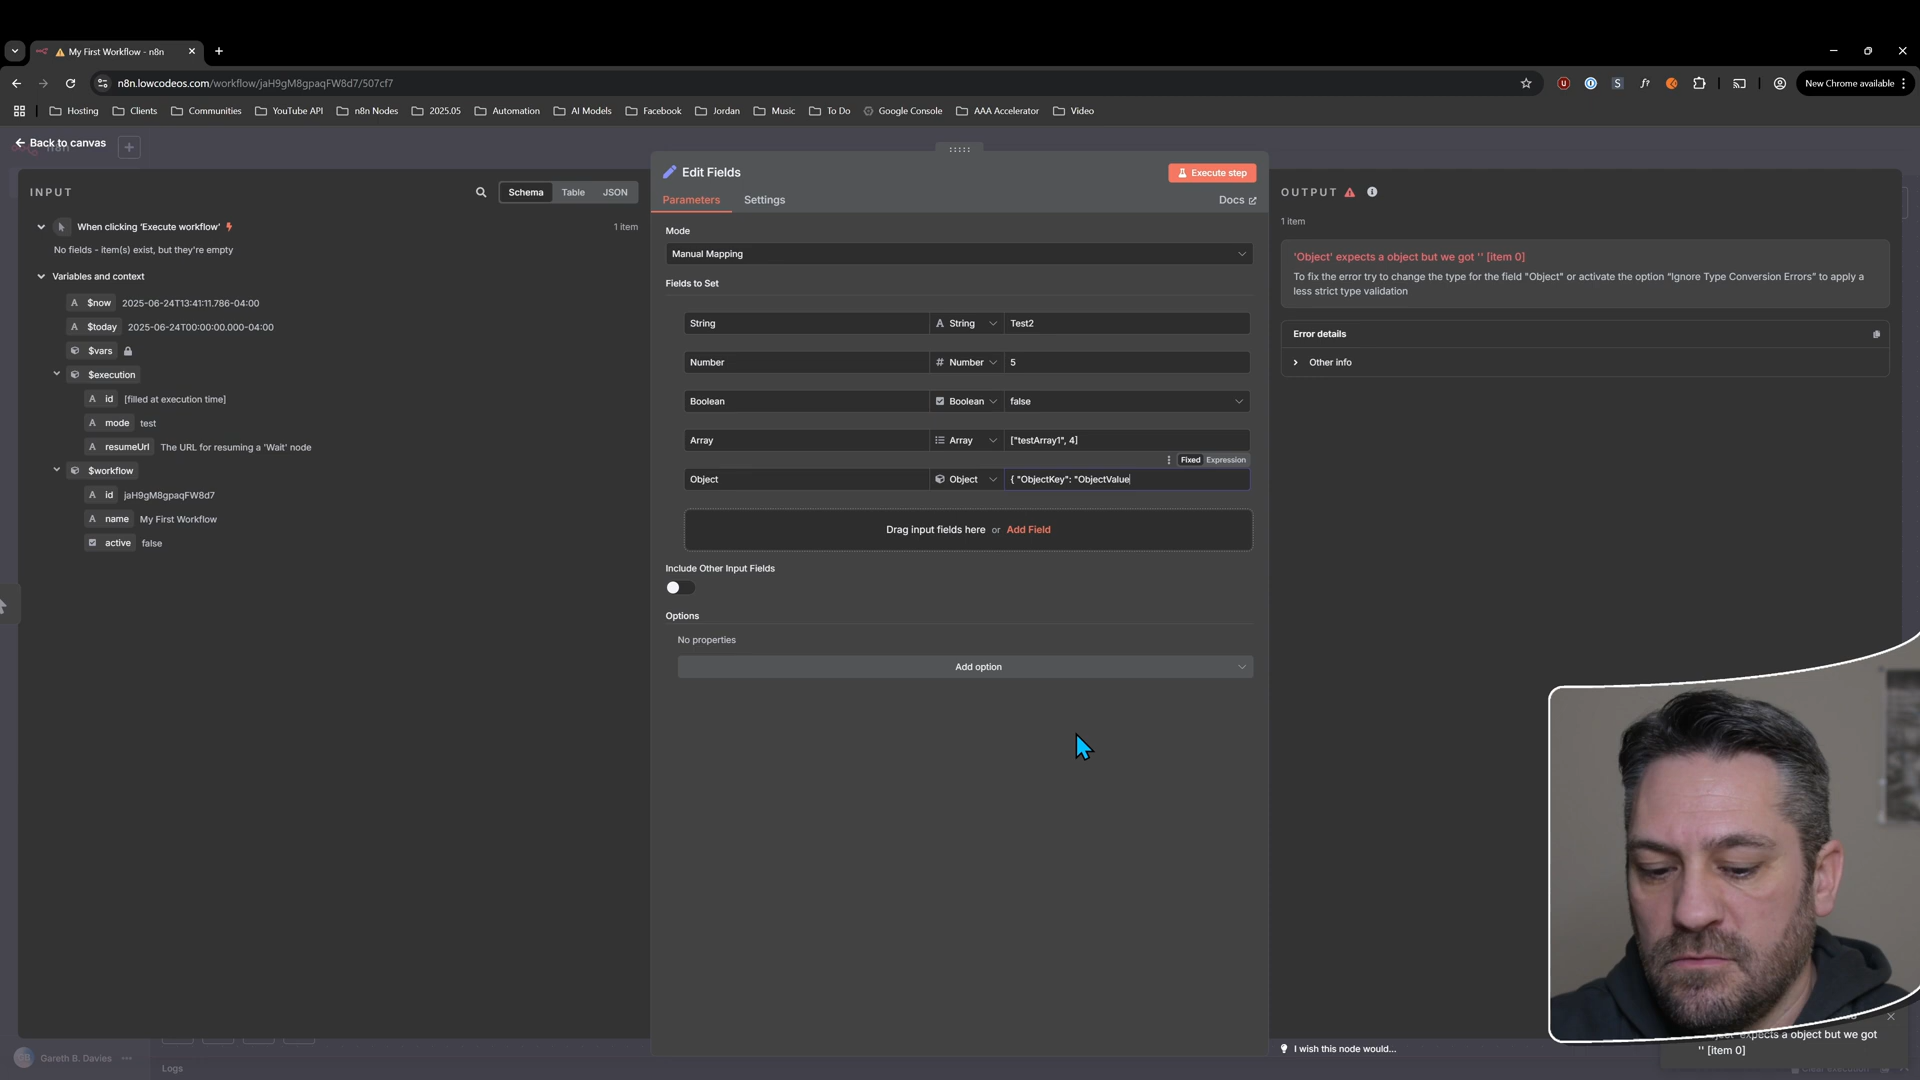 My First Workflow - n8n
n8n.lowcodeos.com/workflow/jaH9gM8gpaqFW8d7/507cf7
New Chrome available
Hosting
Clients
Communities
YouTube API
n8n Nodes
2025.05
Automation
AI Models
Facebook
Jordan
Music
To Do
Google Console
AAA Accelerator
Video
Back to canvas
INPUT
Schema
Table
JSON
When clicking 'Execute workflow'
1 item
No fields - item(s) exist, but they're empty
Variables and context
A $now 2025-06-24T13:41:11.786-04:00
A $today 2025-06-24T00:00:00.000-04:00
$vars
$execution
A id [filled at execution time]
A mode test
A resumeUrl The URL for resuming a 'Wait' node
$workflow
A id jaH9gM8gpaqFW8d7
A name My First Workflow
active false
Gareth B. Davies
Logs
Edit Fields
Execute step
Parameters
Settings
Docs
Mode
Manual Mapping
Fields to Set
String A String Test2
Number # Number 5
Boolean Boolean false
Array Array ["testArray1", 4]
Fixed Expression
Object Object { "ObjectKey": "ObjectValue
Drag input fields here or Add Field
Include Other Input Fields
Options
No properties
Add option
OUTPUT
1 item
'Object' expects a object but we got '' [item 0]
To fix the error try to change the type for the field "Object" or activate the option "Ignore Type Conversion Errors" to apply a
less strict type validation
Error details
Other info
I wish this node would...
expects a object but we got
'' [item 0]